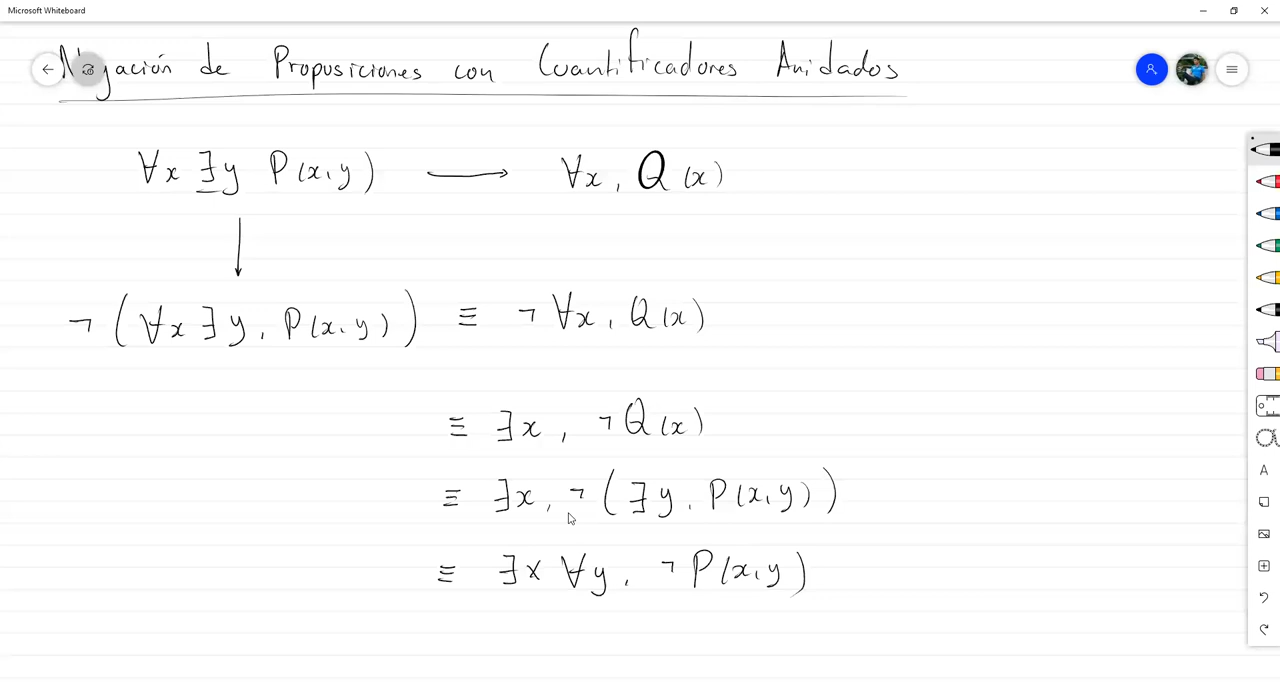 Microsoft Whiteboard
Negación de Proposiciones con Cuantificadores Anidados
∀x ∃y P(x,y) ⟶ ∀x, Q(x)
↓
¬(∀x ∃y, P(x,y)) ≡ ¬∀x, Q(x)
≡ ∃x, ¬Q(x)
≡ ∃x, ¬(∃y, P(x,y))
≡ ∃x ∀y, ¬P(x,y)
A